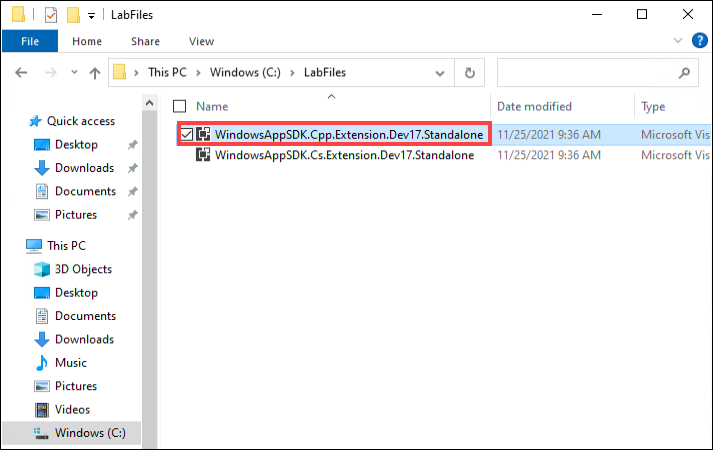 LabFiles
File Home Share View
This PC Windows (C:) LabFiles
Name Date modified Type
WindowsAppSDK.Cpp.Extension.Dev17.Standalone 11/25/2021 9:36 AM Microsoft Vis
WindowsAppSDK.Cs.Extension.Dev17.Standalone 11/25/2021 9:36 AM Microsoft Vis
Quick access
Desktop
Downloads
Documents
Pictures
This PC
3D Objects
Desktop
Documents
Downloads
Music
Pictures
Videos
Windows (C:)